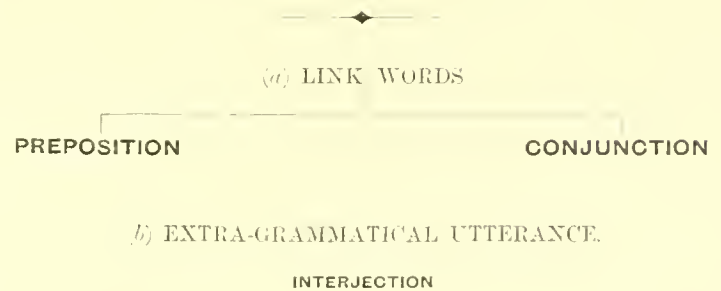 (a) LINK WORDS
PREPOSITION CONJUNCTION
(b) EXTRA-GRAMMATICAL UTTERANCE.
INTERJECTION